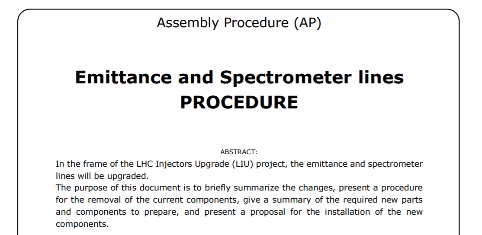 Assembly Procedure (AP)
Emittance and Spectrometer lines
PROCEDURE
ABSTRACT:
In the frame of the LHC Injectors Upgrade (LIU) project, the emittance and spectrometer
lines will be upgraded.
The purpose of this document is to briefly summarize the changes, present a procedure
for the removal of the current components, give a summary of the required new parts
and components to prepare, and present a proposal for the installation of the new
components.